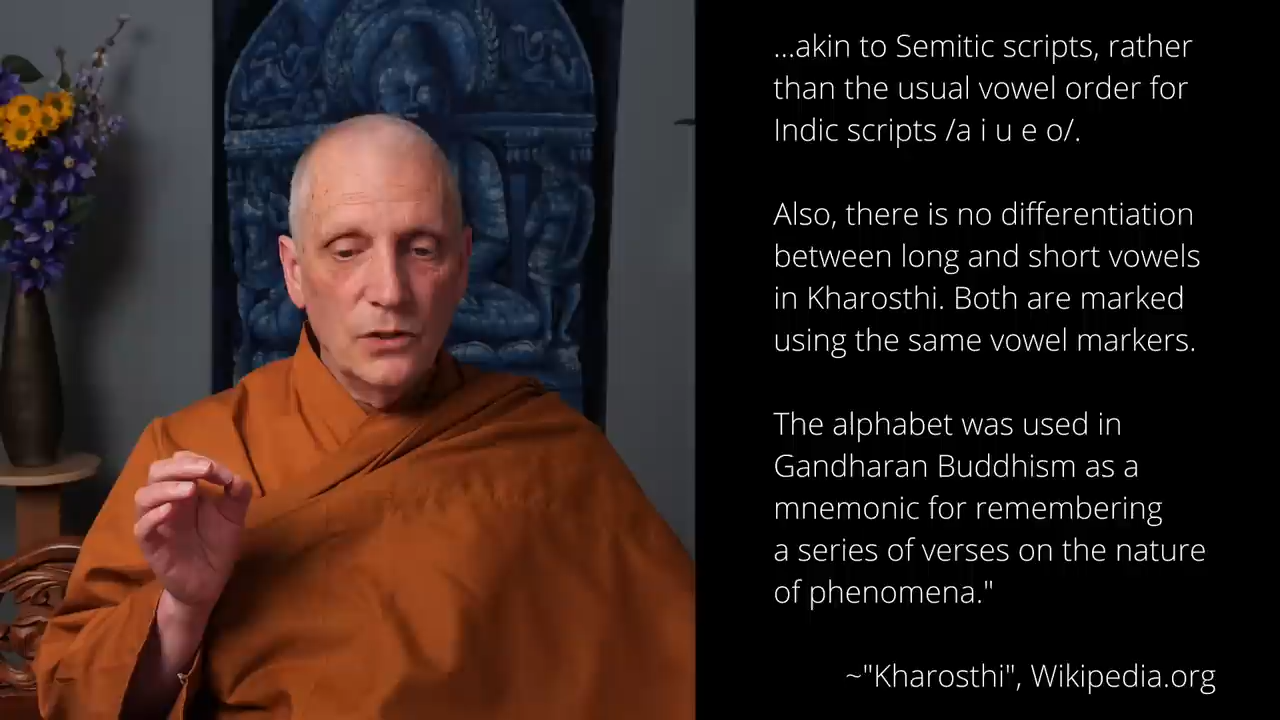 ...akin to Semitic scripts, rather
than the usual vowel order for
Indic scripts /a i u e o/.
Also, there is no differentiation
between long and short vowels
in Kharosthi. Both are marked
using the same vowel markers.
The alphabet was used in
Gandharan Buddhism as a
mnemonic for remembering
a series of verses on the nature
of phenomena."
~"Kharosthi", Wikipedia.org